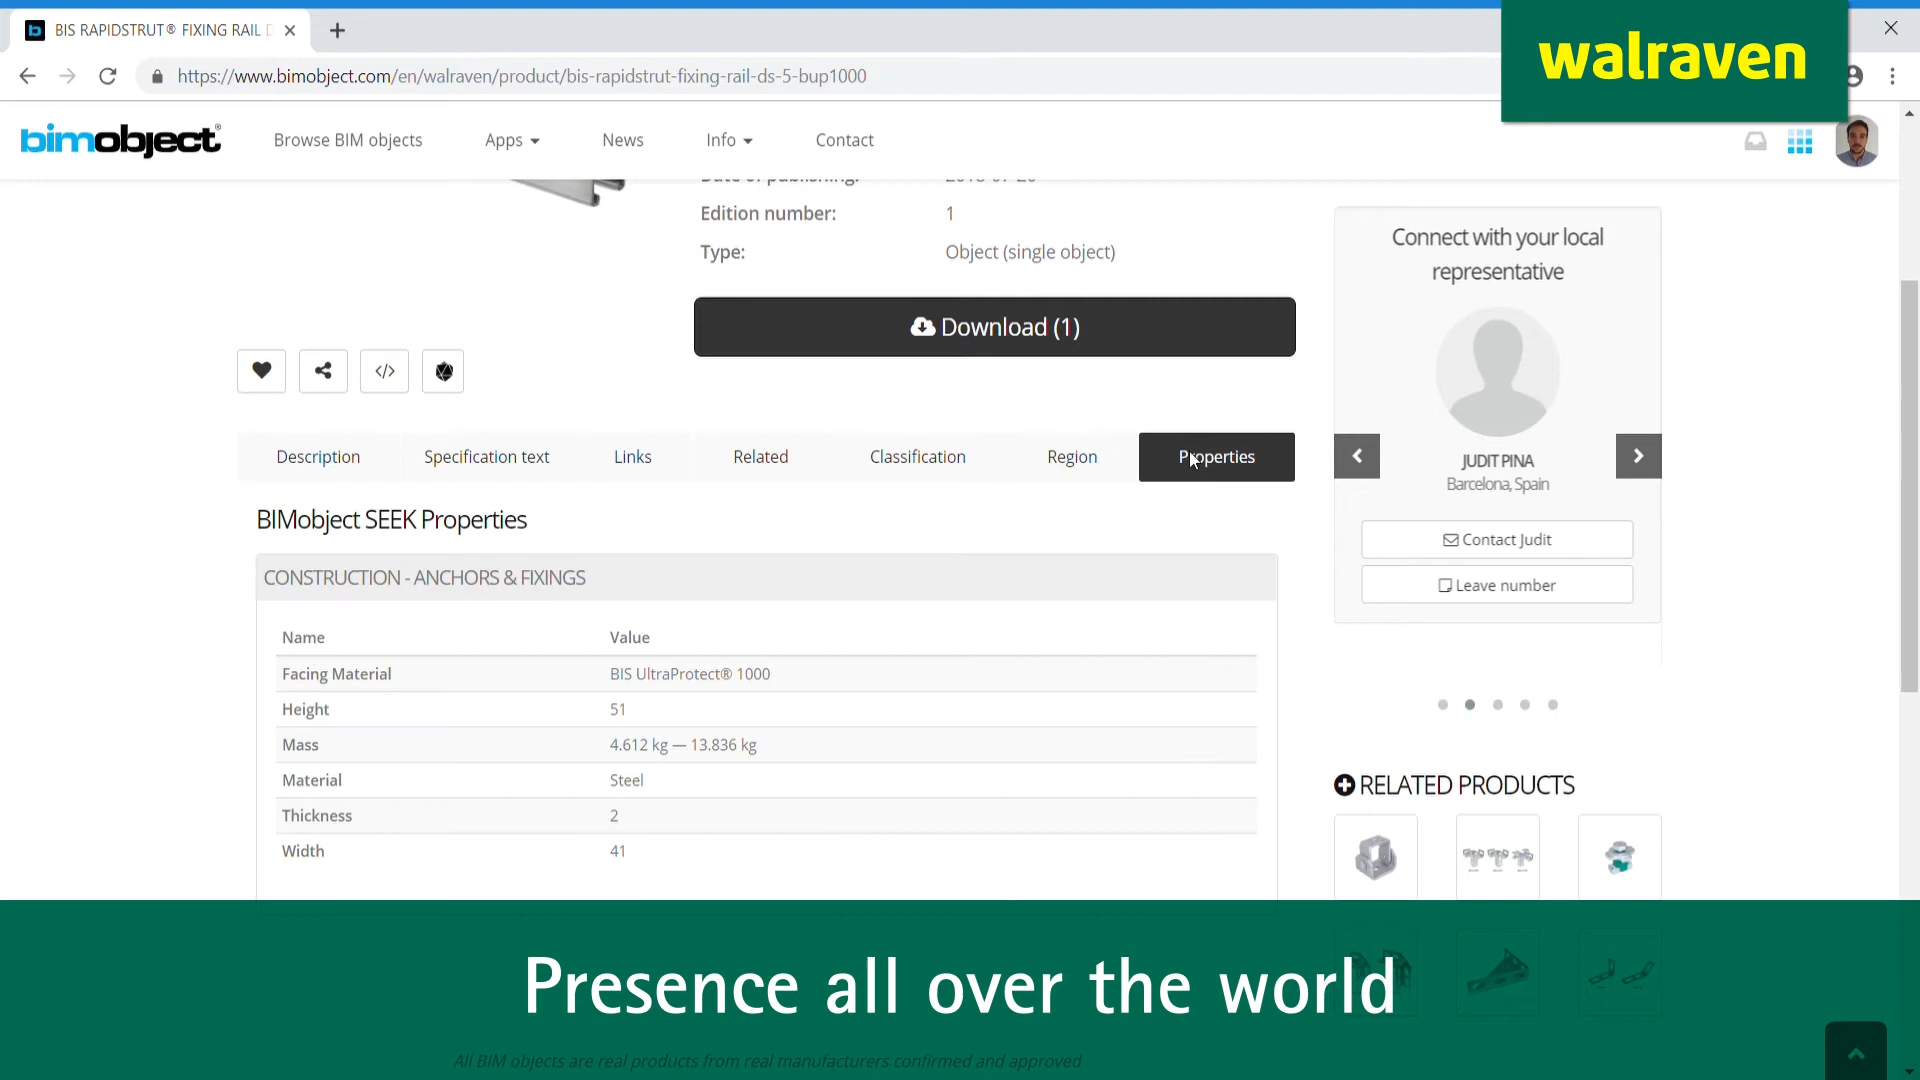 BIS RAPIDSTRUT® FIXING RAIL
walraven
https://www.bimobject.com/en/walraven/product/bis-rapidstrut-fixing-rail-ds-5-bup1000
bimobject®
Browse BIM objects
Apps
News
Info
Contact
Date of publishing:
Edition number: 1
Type: Object (single object)
Download (1)
Connect with your local
representative
JUDIT PINA
Barcelona, Spain
Contact Judit
Leave number
Description
Specification text
Links
Related
Classification
Region
Properties
BIMobject SEEK Properties
CONSTRUCTION - ANCHORS & FIXINGS
Name Value
Facing Material BIS UltraProtect® 1000
Height 51
Mass 4.612 kg — 13.836 kg
Material Steel
Thickness 2
Width 41
RELATED PRODUCTS
Presence all over the world
All BIM objects are real products from real manufacturers confirmed and approved